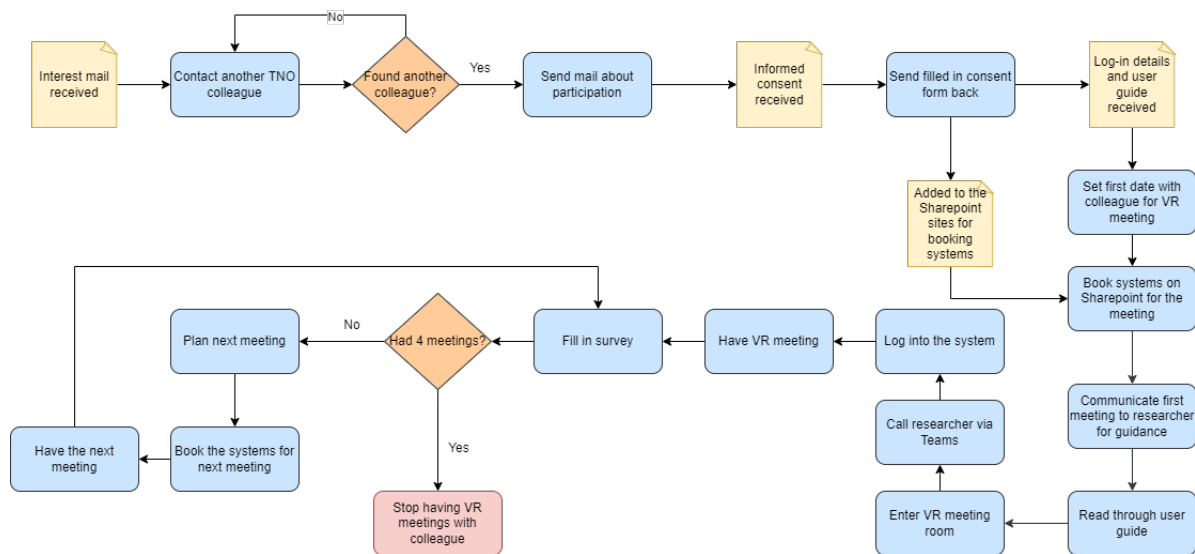 No
Interest mail
received
Contact another TNO
colleague
Found another
colleague?
Yes
Send mail about
participation
Informed
consent
received
Send filled in consent
form back
Log-in details
and user
guide
received
Added to the
Sharepoint
sites for
booking
systems
Set first date with
colleague for VR
meeting
Book systems on
Sharepoint for the
meeting
Communicate first
meeting to researcher
for guidance
Read through user
guide
Enter VR meeting
room
Call researcher via
Teams
Log into the system
Have VR meeting
Fill in survey
Had 4 meetings?
No
Plan next meeting
Book the systems for
next meeting
Have the next
meeting
Yes
Stop having VR
meetings with
colleague